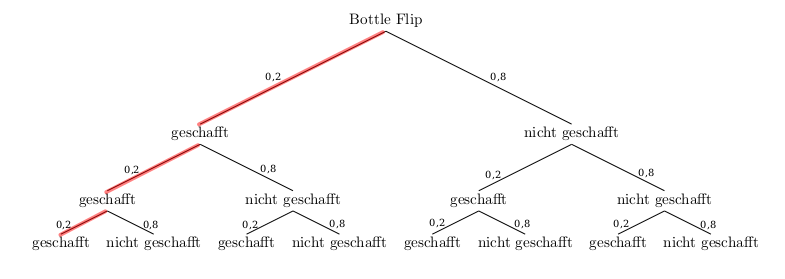 Bottle Flip
0,2 0,8
geschafft nicht geschafft
0,2 0,8 0,2 0,8
geschafft nicht geschafft geschafft nicht geschafft
0,2 0,8 0,2 0,8 0,2 0,8 0,2 0,8
geschafft nicht geschafft geschafft nicht geschafft geschafft nicht geschafft geschafft nicht geschafft